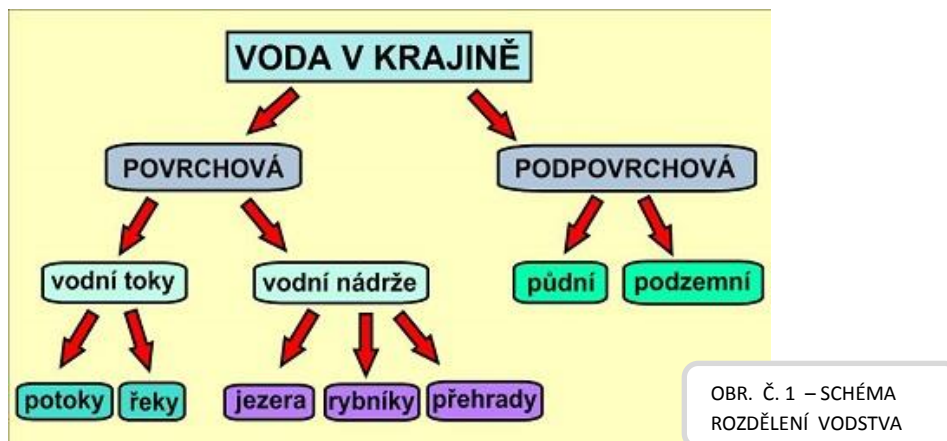 VODA V KRAJINĚ
POVRCHOVÁ
PODPOVRCHOVÁ
vodní toky
vodní nádrže
půdní
podzemní
potoky
řeky
jezera
rybníky
přehrady
OBR. Č. 1 – SCHÉMA
ROZDĚLENÍ VODSTVA